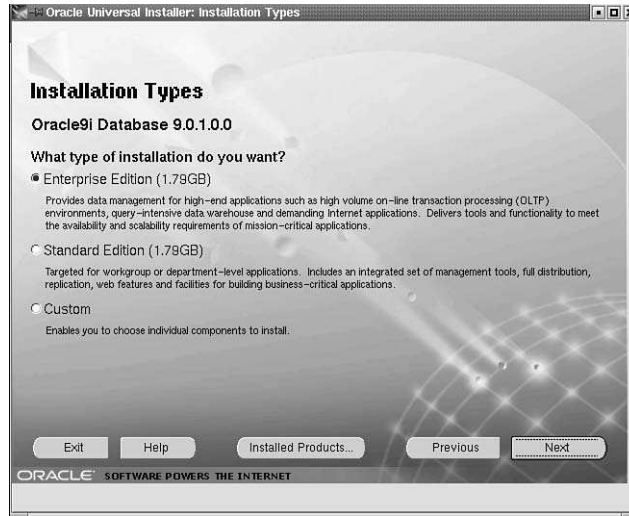 Oracle Universal Installer: Installation Types
Installation Types
Oracle9i Database 9.0.1.0.0
What type of installation do you want?
Enterprise Edition (1.79GB)
Provides data management for high-end applications such as high volume on-line transaction processing (OLTP)
environments, query-intensive data warehouse and demanding Internet applications. Delivers tools and functionality to meet
the availability and scalability requirements of mission-critical applications.
Standard Edition (1.79GB)
Targeted for workgroup or department-level applications. Includes an integrated set of management tools, full distribution,
replication, web features and facilities for building business-critical applications.
Custom
Enables you to choose individual components to install.
Exit Help Installed Products... Previous Next
ORACLE SOFTWARE POWERS THE INTERNET